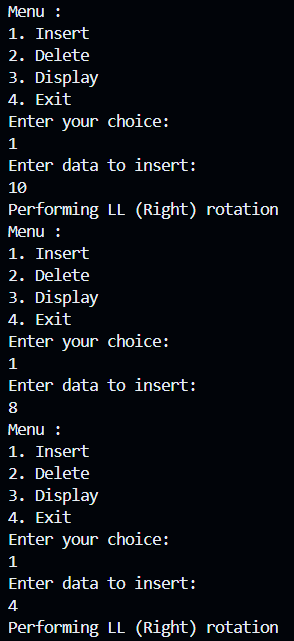 Menu :
1. Insert
2. Delete
3. Display
4. Exit
Enter your choice:
1
Enter data to insert:
10
Performing LL (Right) rotation
Menu :
1. Insert
2. Delete
3. Display
4. Exit
Enter your choice:
1
Enter data to insert:
8
Menu :
1. Insert
2. Delete
3. Display
4. Exit
Enter your choice:
1
Enter data to insert:
4
Performing LL (Right) rotation